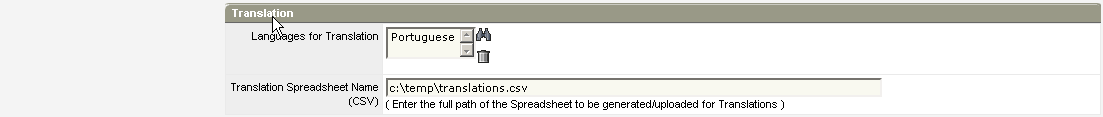 Translation
Languages for Translation
Portuguese
Translation Spreadsheet Name
(CSV)
c:\temp\translations.csv
( Enter the full path of the Spreadsheet to be generated/uploaded for Translations )